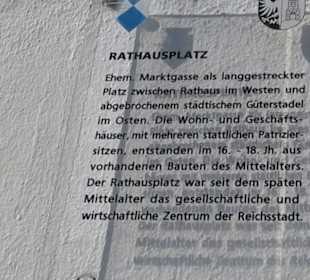 RATHAUSPLATZ
Ehem. Marktgasse als langgestreckter
Platz zwischen Rathaus im Westen und
abgebrochenem städtischem Güterstadel
im Osten. Die Wohn- und Geschäfts-
häuser, mit mehreren stattlichen Patrizier-
sitzen, entstanden im 16. - 18. Jh. aus
vorhandenen Bauten des Mittelalters.
Der Rathausplatz war seit dem späten
Mittelalter das gesellschaftliche und
wirtschaftliche Zentrum der Reichsstadt.